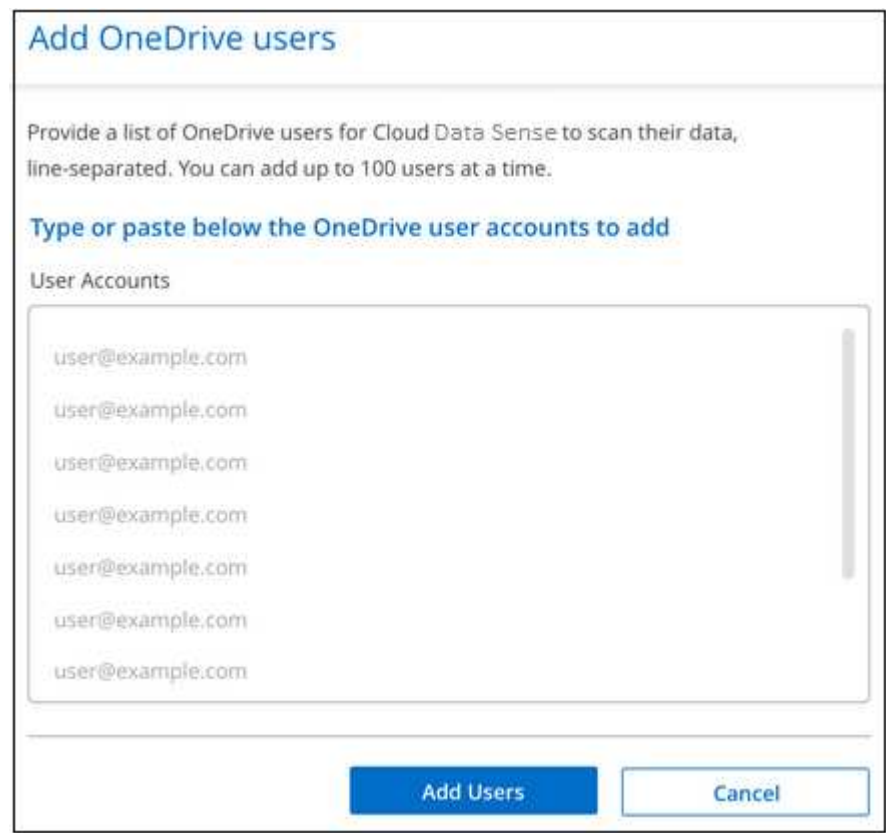 Add OneDrive users
Provide a list of OneDrive users for Cloud Data Sense to scan their data,
line-separated. You can add up to 100 users at a time.
Type or paste below the OneDrive user accounts to add
User Accounts
user@example.com
user@example.com
user@example.com
user@example.com
user@example.com
user@example.com
user@example.com
Add Users Cancel